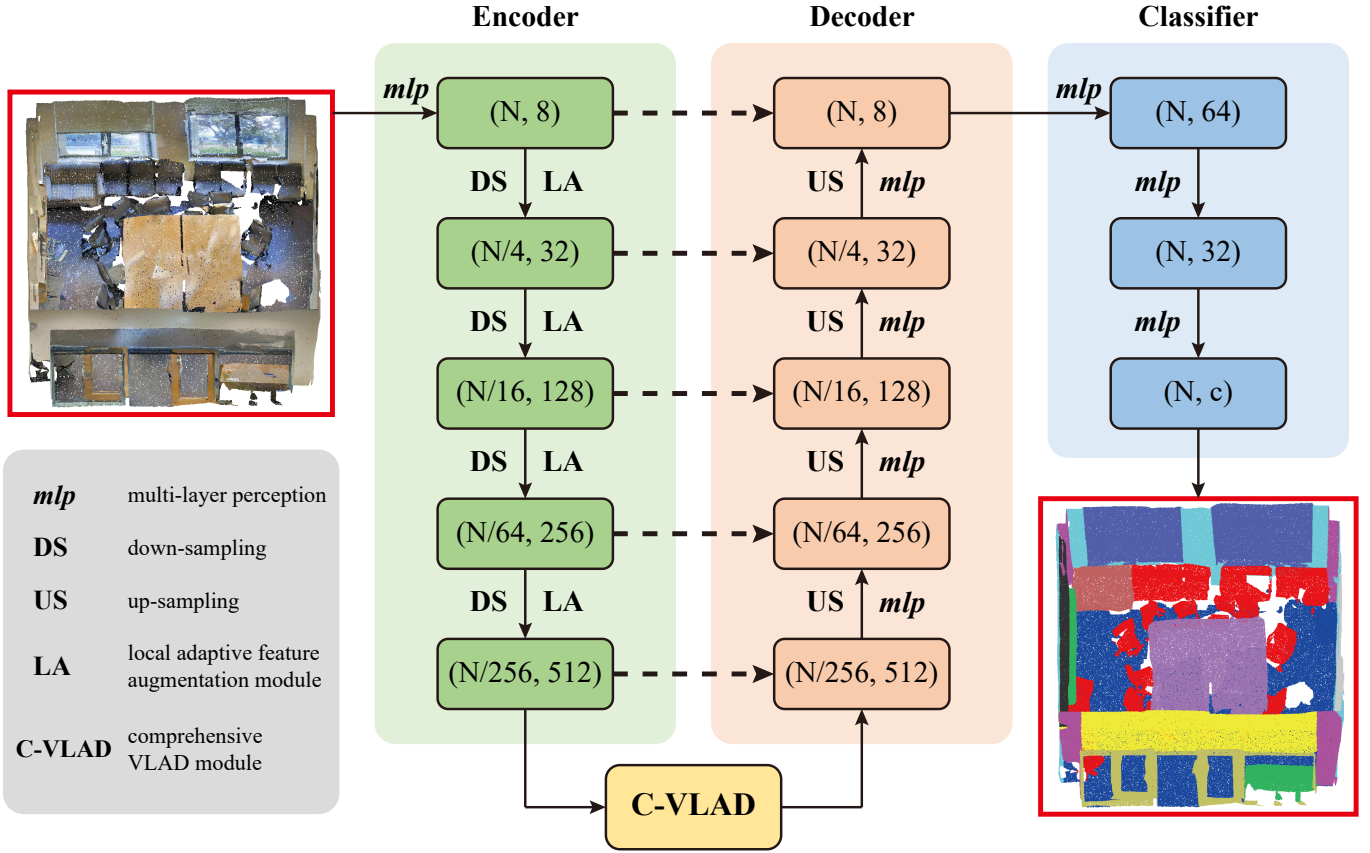 Encoder
Decoder
Classifier
mlp
(N, 8)
DS LA
(N/4, 32)
DS LA
(N/16, 128)
DS LA
(N/64, 256)
DS LA
(N/256, 512)
C-VLAD
(N/256, 512)
US mlp
(N/64, 256)
US mlp
(N/16, 128)
US mlp
(N/4, 32)
US mlp
(N, 8)
mlp
(N, 64)
mlp
(N, 32)
mlp
(N, c)
mlp multi-layer perception
DS down-sampling
US up-sampling
LA local adaptive feature
augmentation module
C-VLAD comprehensive
VLAD module